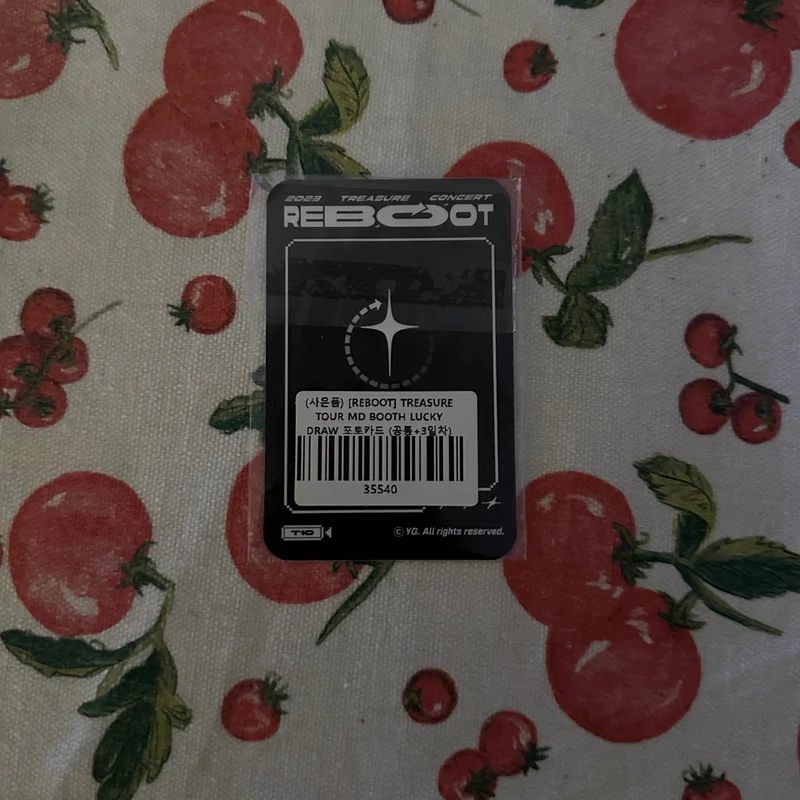 2023 TREASURE CONCERT
REBOOT
(사은품) [REBOOT] TREASURE
TOUR MD BOOTH LUCKY
DRAW 포토카드 (공통+3일차)
35540
T10
© YG. All rights reserved.